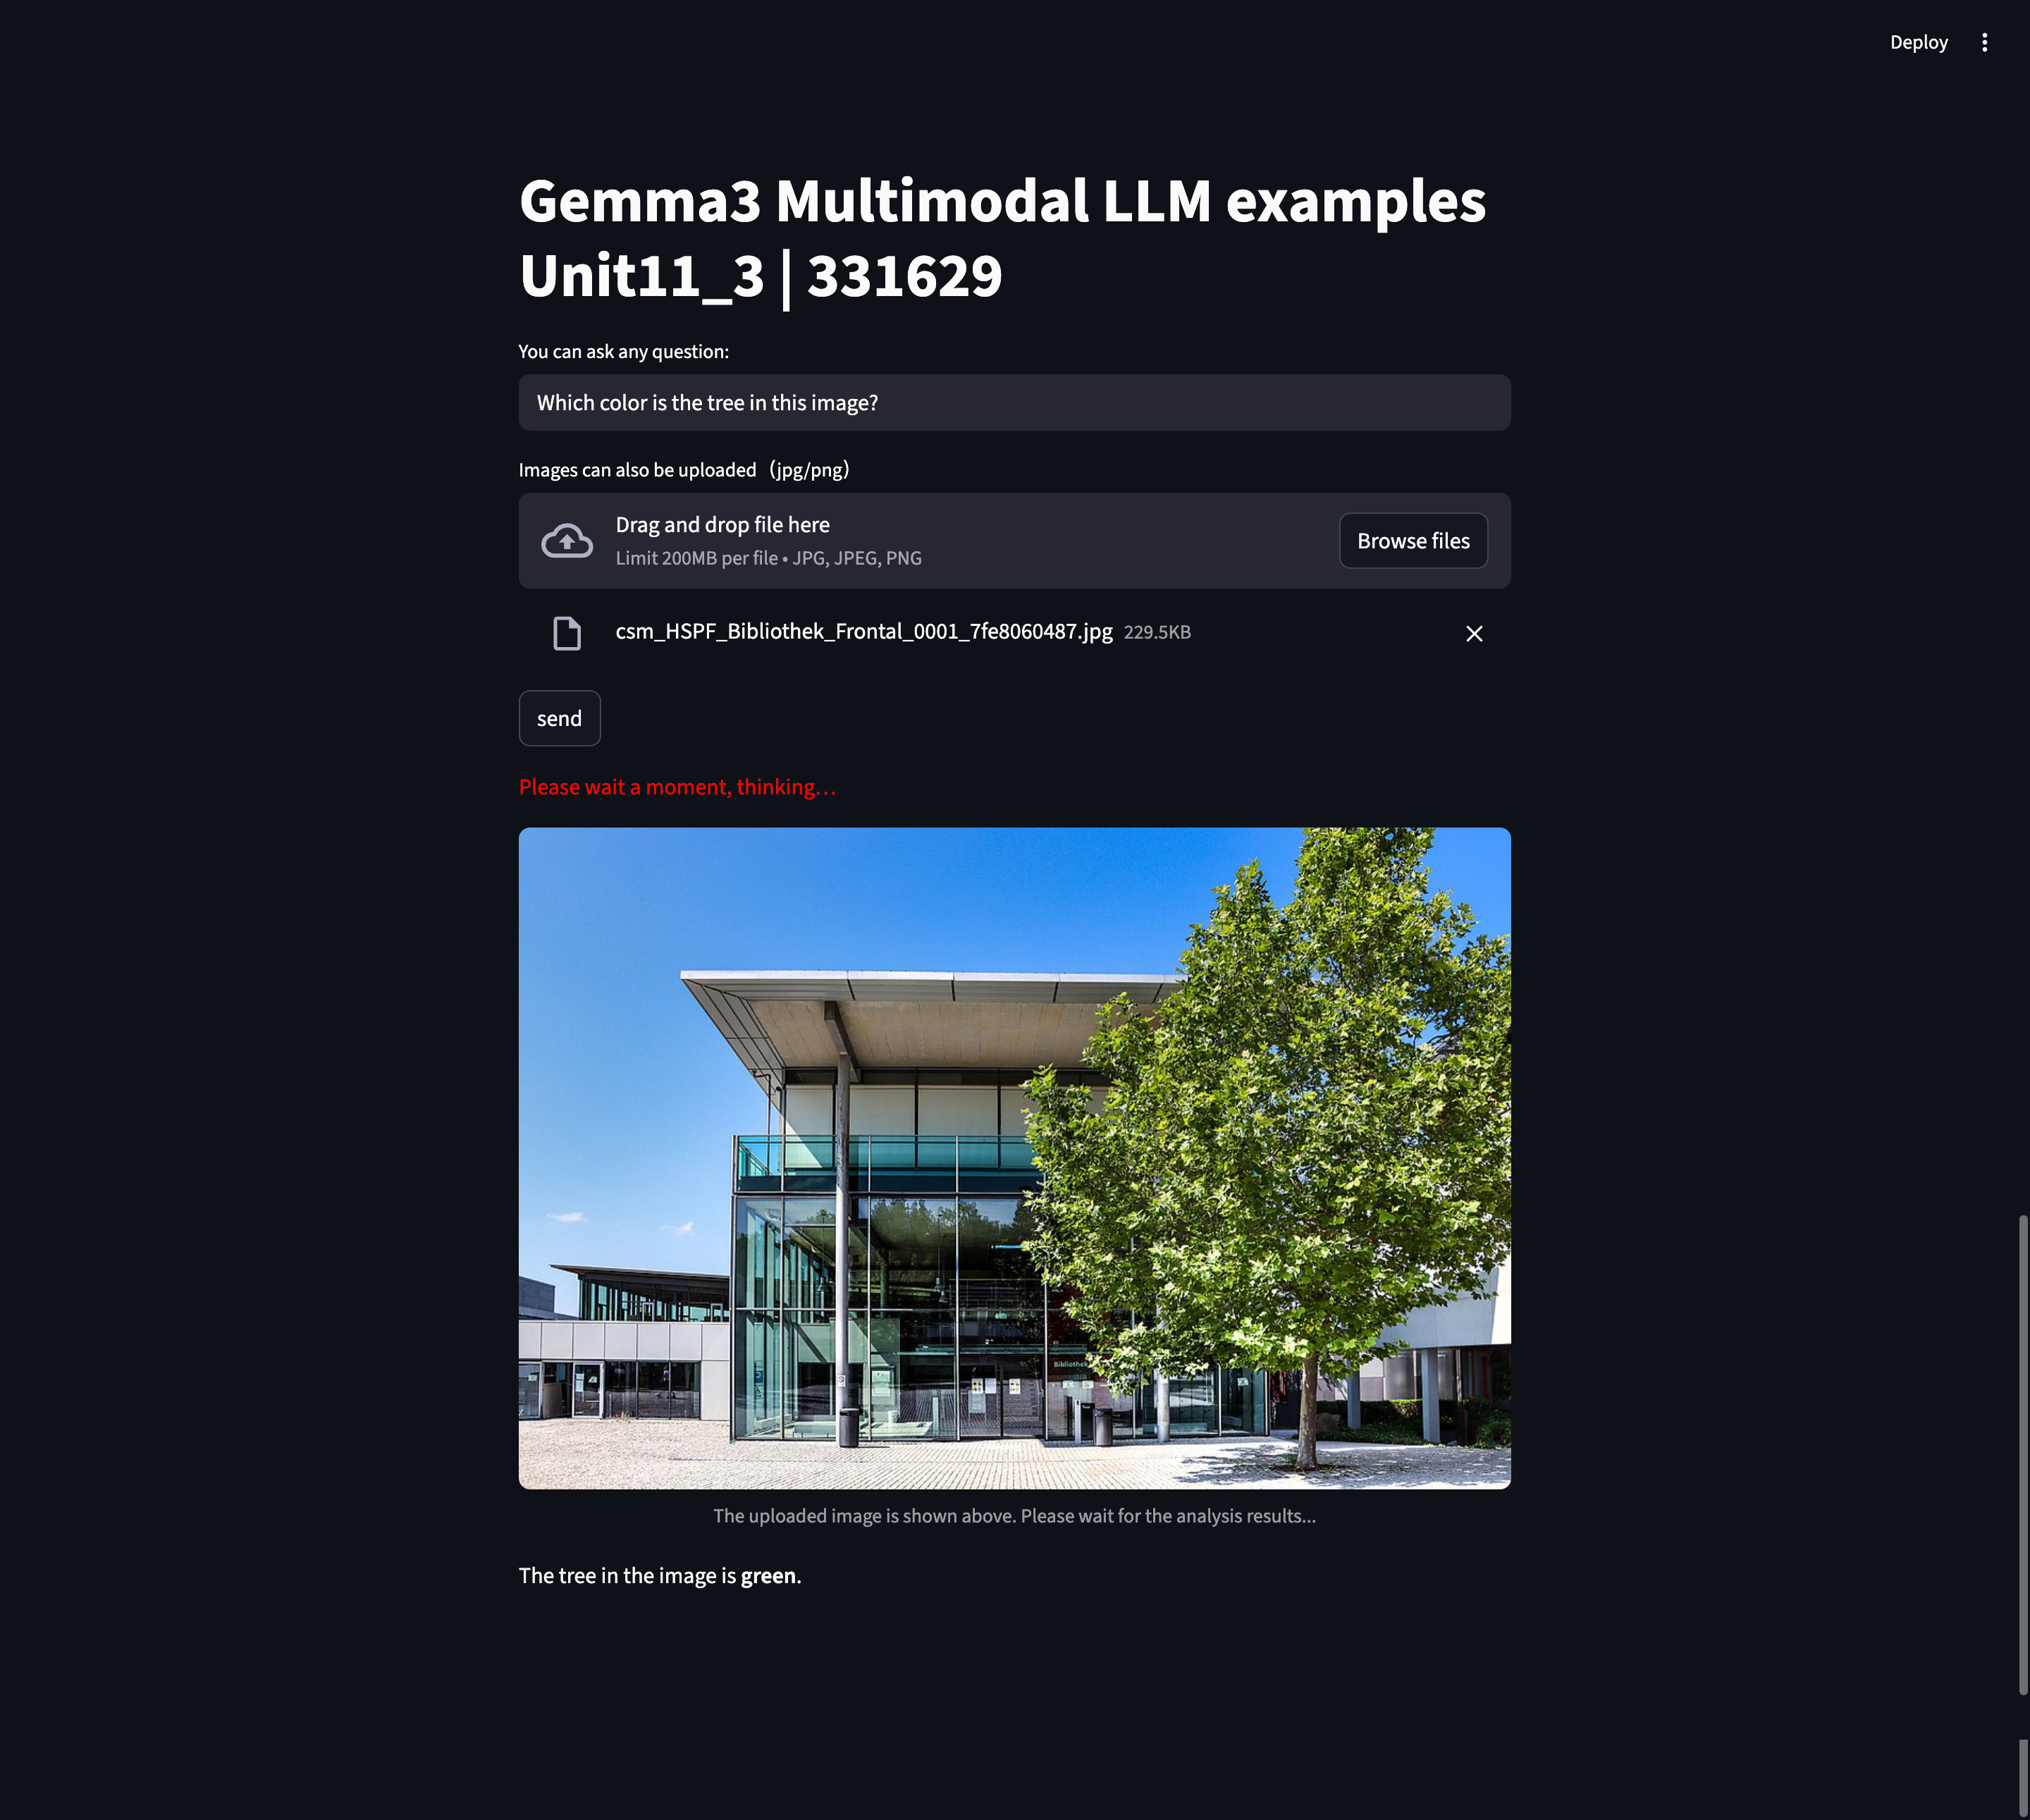 Deploy
Gemma3 Multimodal LLM examples
Unit11_3 | 331629
You can ask any question:
Which color is the tree in this image?
Images can also be uploaded（jpg/png）
Drag and drop file here
Limit 200MB per file • JPG, JPEG, PNG
Browse files
csm_HSPF_Bibliothek_Frontal_0001_7fe8060487.jpg 229.5KB
send
Please wait a moment, thinking…
Bibliothek
The uploaded image is shown above. Please wait for the analysis results...
The tree in the image is green.